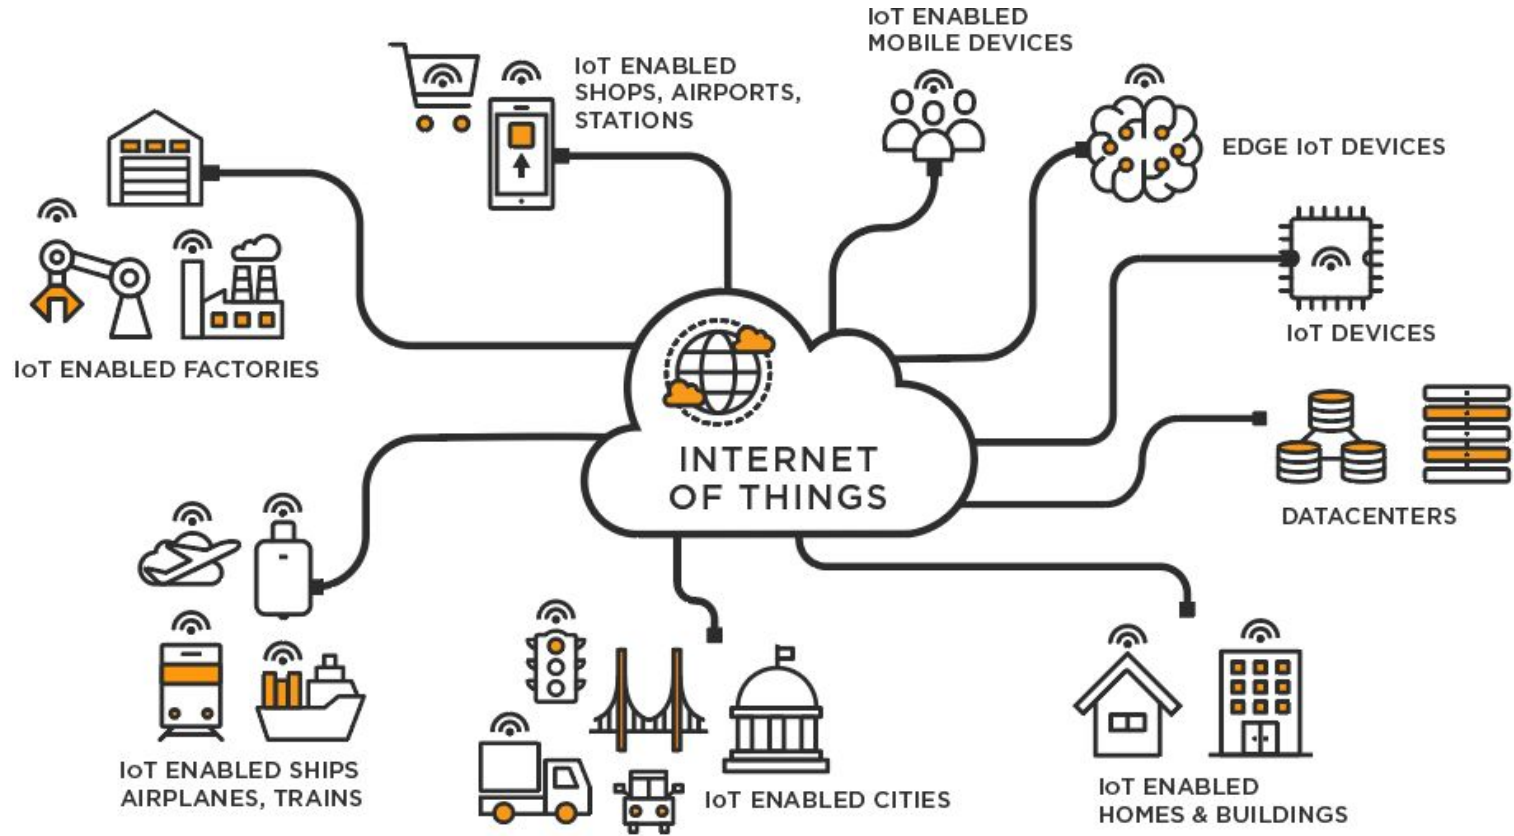 IoT ENABLED
MOBILE DEVICES
IoT ENABLED
SHOPS, AIRPORTS,
STATIONS
EDGE IoT DEVICES
IoT DEVICES
IoT ENABLED FACTORIES
INTERNET
OF THINGS
DATACENTERS
IoT ENABLED SHIPS
AIRPLANES, TRAINS
IoT ENABLED CITIES
IoT ENABLED
HOMES & BUILDINGS